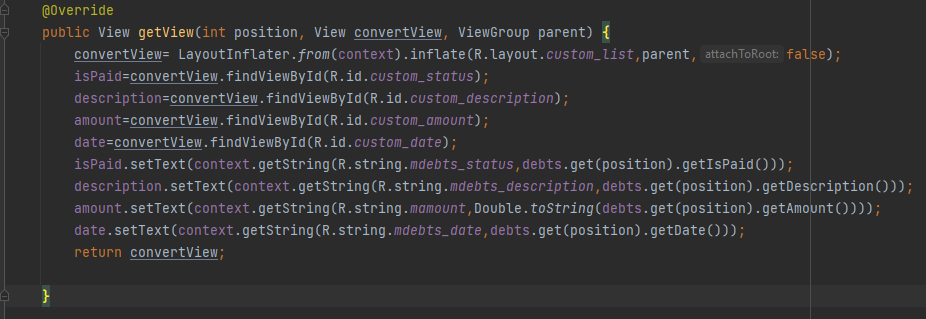 @Override
public View getView(int position, View convertView, ViewGroup parent) {
convertView= LayoutInflater.from(context).inflate(R.layout.custom_list,parent, attachToRoot: false);
isPaid=convertView.findViewById(R.id.custom_status);
description=convertView.findViewById(R.id.custom_description);
amount=convertView.findViewById(R.id.custom_amount);
date=convertView.findViewById(R.id.custom_date);
isPaid.setText(context.getString(R.string.mdebts_status,debts.get(position).getIsPaid()));
description.setText(context.getString(R.string.mdebts_description,debts.get(position).getDescription()));
amount.setText(context.getString(R.string.mamount,Double.toString(debts.get(position).getAmount())));
date.setText(context.getString(R.string.mdebts_date,debts.get(position).getDate()));
return convertView;
}